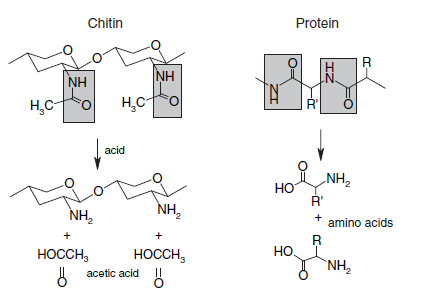 Chitin
Protein
O
O
O
NH
NH
H3C
O
H3C
O
O
H
N
R
N
H
R'
O
acid
O
O
O
NH2
NH2
+
+
HOCCH3
HOCCH3
O
acetic acid
O
O
HO
NH2
R'
+ amino acids
R
HO
NH2
O